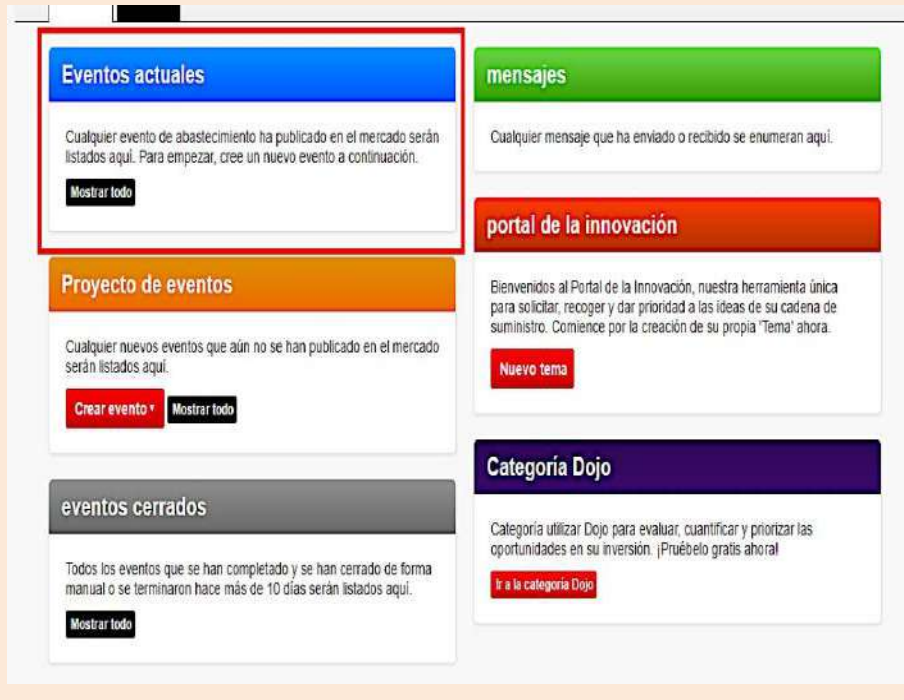 Eventos actuales
Cualquier evento de abastecimiento ha publicado en el mercado serán
listados aquí. Para empezar, cree un nuevo evento a continuación.
Mostrar todo
Proyecto de eventos
Cualquier nuevos eventos que aún no se han publicado en el mercado
serán listados aquí.
Crear evento Mostrar todo
eventos cerrados
Todos los eventos que se han completado y se han cerrado de forma
manual o se terminaron hace más de 10 días serán listados aquí.
Mostrar todo
mensajes
Cualquier mensaje que ha enviado o recibido se enumeran aquí.
portal de la innovación
Bienvenidos al Portal de la Innovación, nuestra herramienta única
para solicitar, recoger y dar prioridad a las ideas de su cadena de
suministro. Comience por la creación de su propia 'Tema' ahora.
Nuevo tema
Categoría Dojo
Categoría utilizar Dojo para evaluar, cuantificar y priorizar las
oportunidades en su inversión. ¡Pruébelo gratis ahora!
Ir a la categoría Dojo